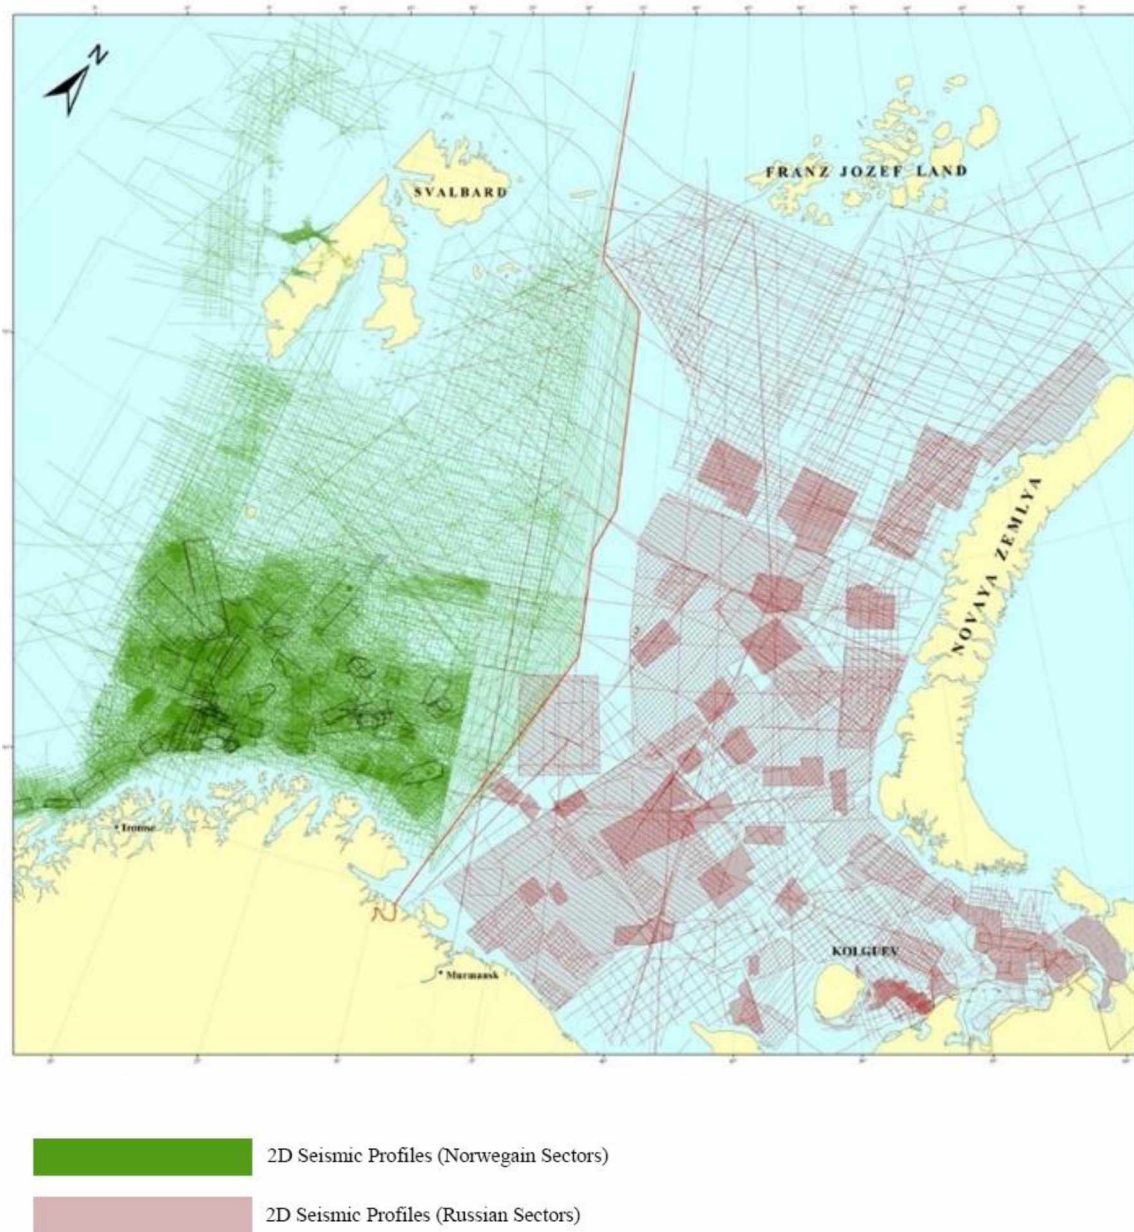 N
SVALBARD
FRANZ JOZEF LAND
NOVAYA ZEMLYA
Tromsø
KOLGUEV
Murmansk
2D Seismic Profiles (Norwegain Sectors)
2D Seismic Profiles (Russian Sectors)